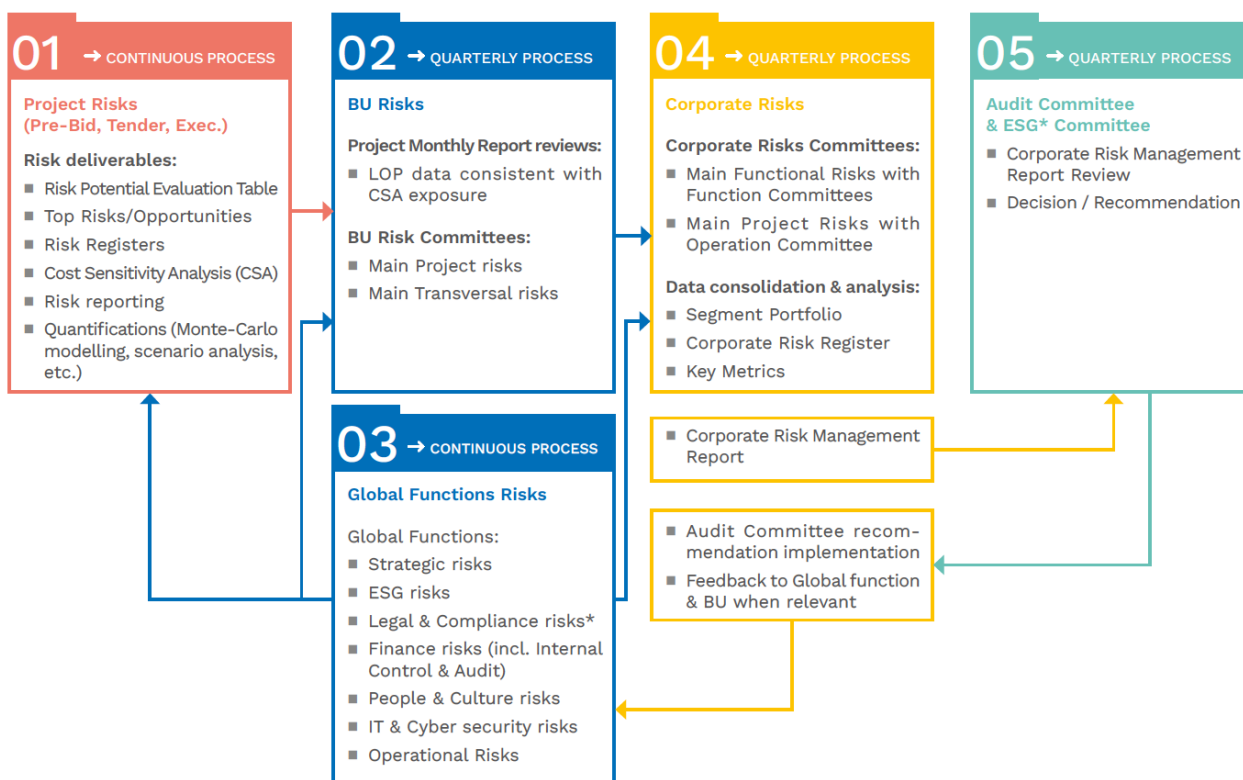 01 → CONTINUOUS PROCESS
Project Risks
(Pre-Bid, Tender, Exec.)
Risk deliverables:
■ Risk Potential Evaluation Table
■ Top Risks/Opportunities
■ Risk Registers
■ Cost Sensitivity Analysis (CSA)
■ Risk reporting
■ Quantifications (Monte-Carlo
modelling, scenario analysis,
etc.)
02 → QUARTERLY PROCESS
BU Risks
Project Monthly Report reviews:
■ LOP data consistent with
CSA exposure
BU Risk Committees:
■ Main Project risks
■ Main Transversal risks
03 → CONTINUOUS PROCESS
Global Functions Risks
Global Functions:
■ Strategic risks
■ ESG risks
■ Legal & Compliance risks*
■ Finance risks (incl. Internal
Control & Audit)
■ People & Culture risks
■ IT & Cyber security risks
■ Operational Risks
04 → QUARTERLY PROCESS
Corporate Risks
Corporate Risks Committees:
■ Main Functional Risks with
Function Committees
■ Main Project Risks with
Operation Committee
Data consolidation & analysis:
■ Segment Portfolio
■ Corporate Risk Register
■ Key Metrics
■ Corporate Risk Management
Report
■ Audit Committee recom-
mendation implementation
■ Feedback to Global function
& BU when relevant
05 → QUARTERLY PROCESS
Audit Committee
& ESG* Committee
■ Corporate Risk Management
Report Review
■ Decision / Recommendation